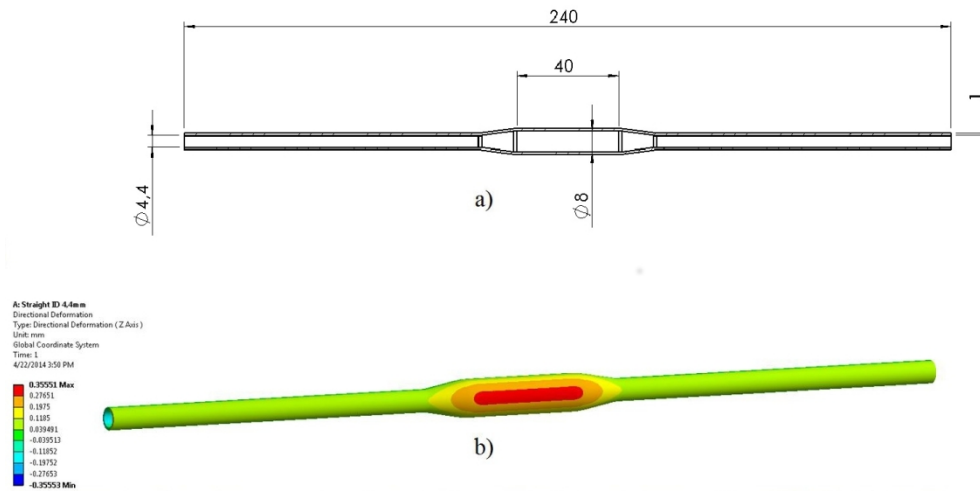 240
40
1
Ø4,4
a)
Ø8
A: Straight ID 4,4mm
Directional Deformation
Type: Directional Deformation ( Z Axis )
Unit: mm
Global Coordinate System
Time: 1
4/22/2014 3:50 PM
0.35551 Max
0.27651
0.1975
0.1185
0.039491
-0.039513
-0.11852
-0.19752
-0.27653
-0.35553 Min
b)